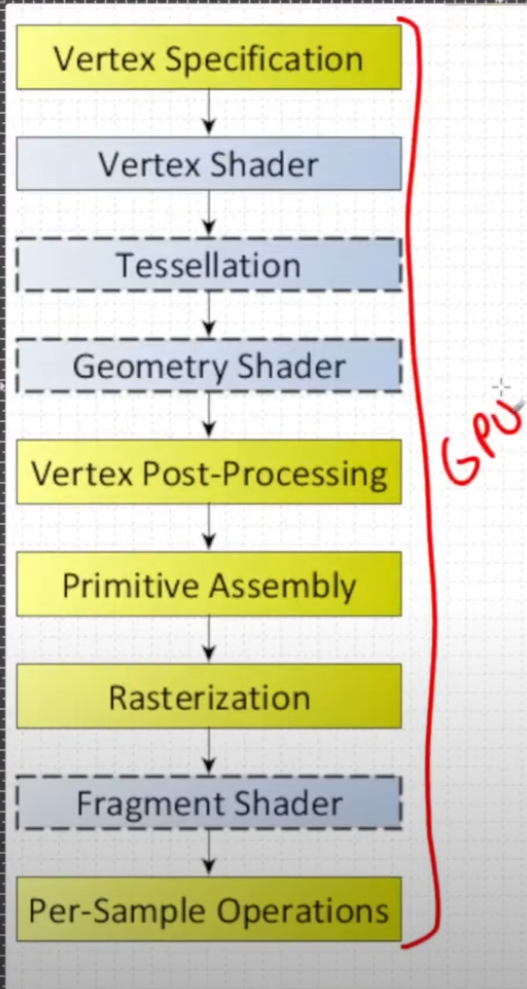 Vertex Specification
Vertex Shader
Tessellation
Geometry Shader
Vertex Post-Processing
Primitive Assembly
Rasterization
Fragment Shader
Per-Sample Operations
GPU